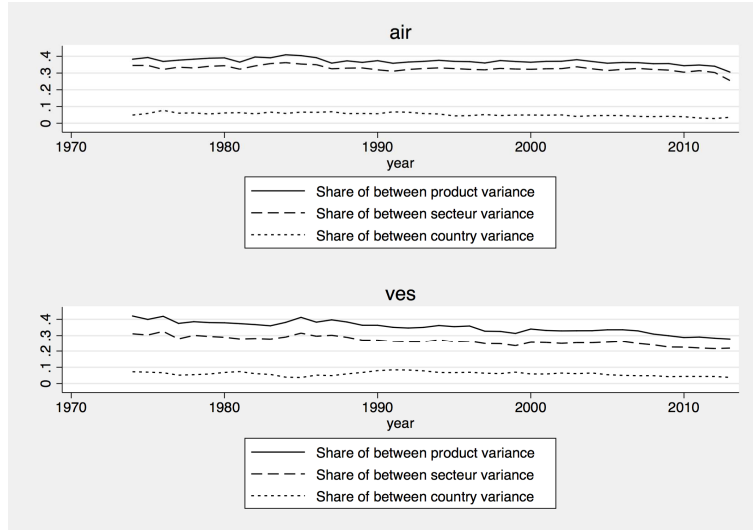 air
.4
.3
.2
.1
0
1970 1980 1990 2000 2010
year
Share of between product variance
Share of between secteur variance
Share of between country variance
ves
.4
.3
.2
.1
0
1970 1980 1990 2000 2010
year
Share of between product variance
Share of between secteur variance
Share of between country variance